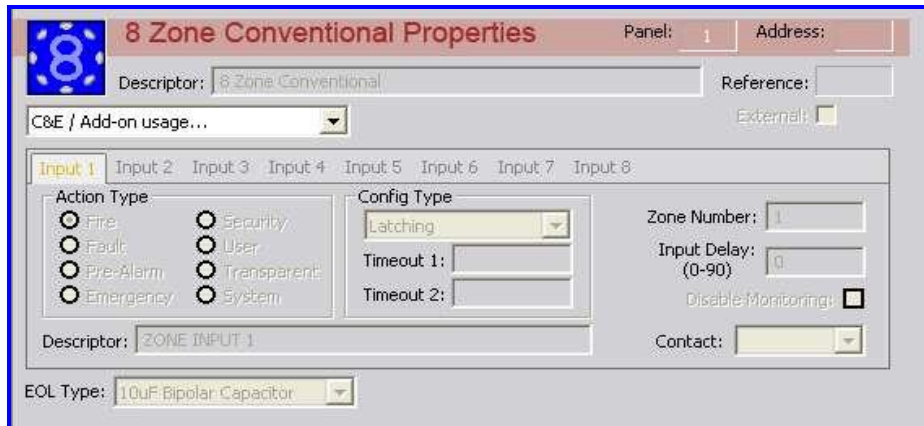 8 8 Zone Conventional Properties Panel: 1 Address:
Descriptor: 8 Zone Conventional Reference:
C&E / Add-on usage... External:
Input 1 Input 2 Input 3 Input 4 Input 5 Input 6 Input 7 Input 8
Action Type Config Type
Fire Security Latching Zone Number: 1
Fault User Timeout 1: Input Delay: 0
Pre-Alarm Transparent (0-90)
Emergency System Timeout 2: Disable Monitoring:
Descriptor: ZONE INPUT 1 Contact:
EOL Type: 10uF Bipolar Capacitor